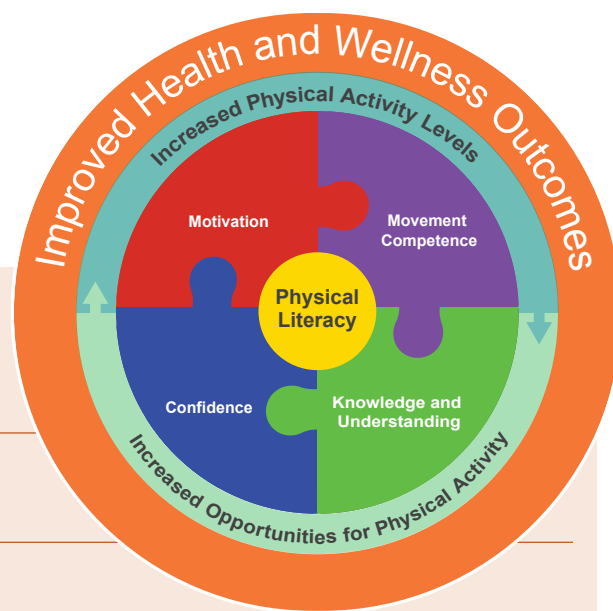 Improved Health and Wellness Outcomes
Increased Physical Activity Levels
Motivation
Movement
Competence
Physical
Literacy
Confidence
Knowledge and
Understanding
Increased Opportunities for Physical Activity